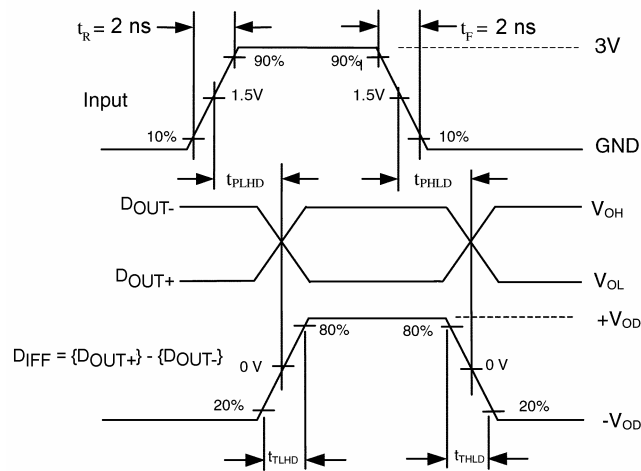 tR = 2 ns
tF = 2 ns
3V
90%
90%
Input
1.5V
1.5V
10%
10%
GND
tPLHD
tPHLD
DOUT-
VOH
DOUT+
VOL
+VOD
80%
80%
DIFF = {DOUT+} - {DOUT-}
0 V
0 V
20%
20%
-VOD
tTLHD
tTHLD